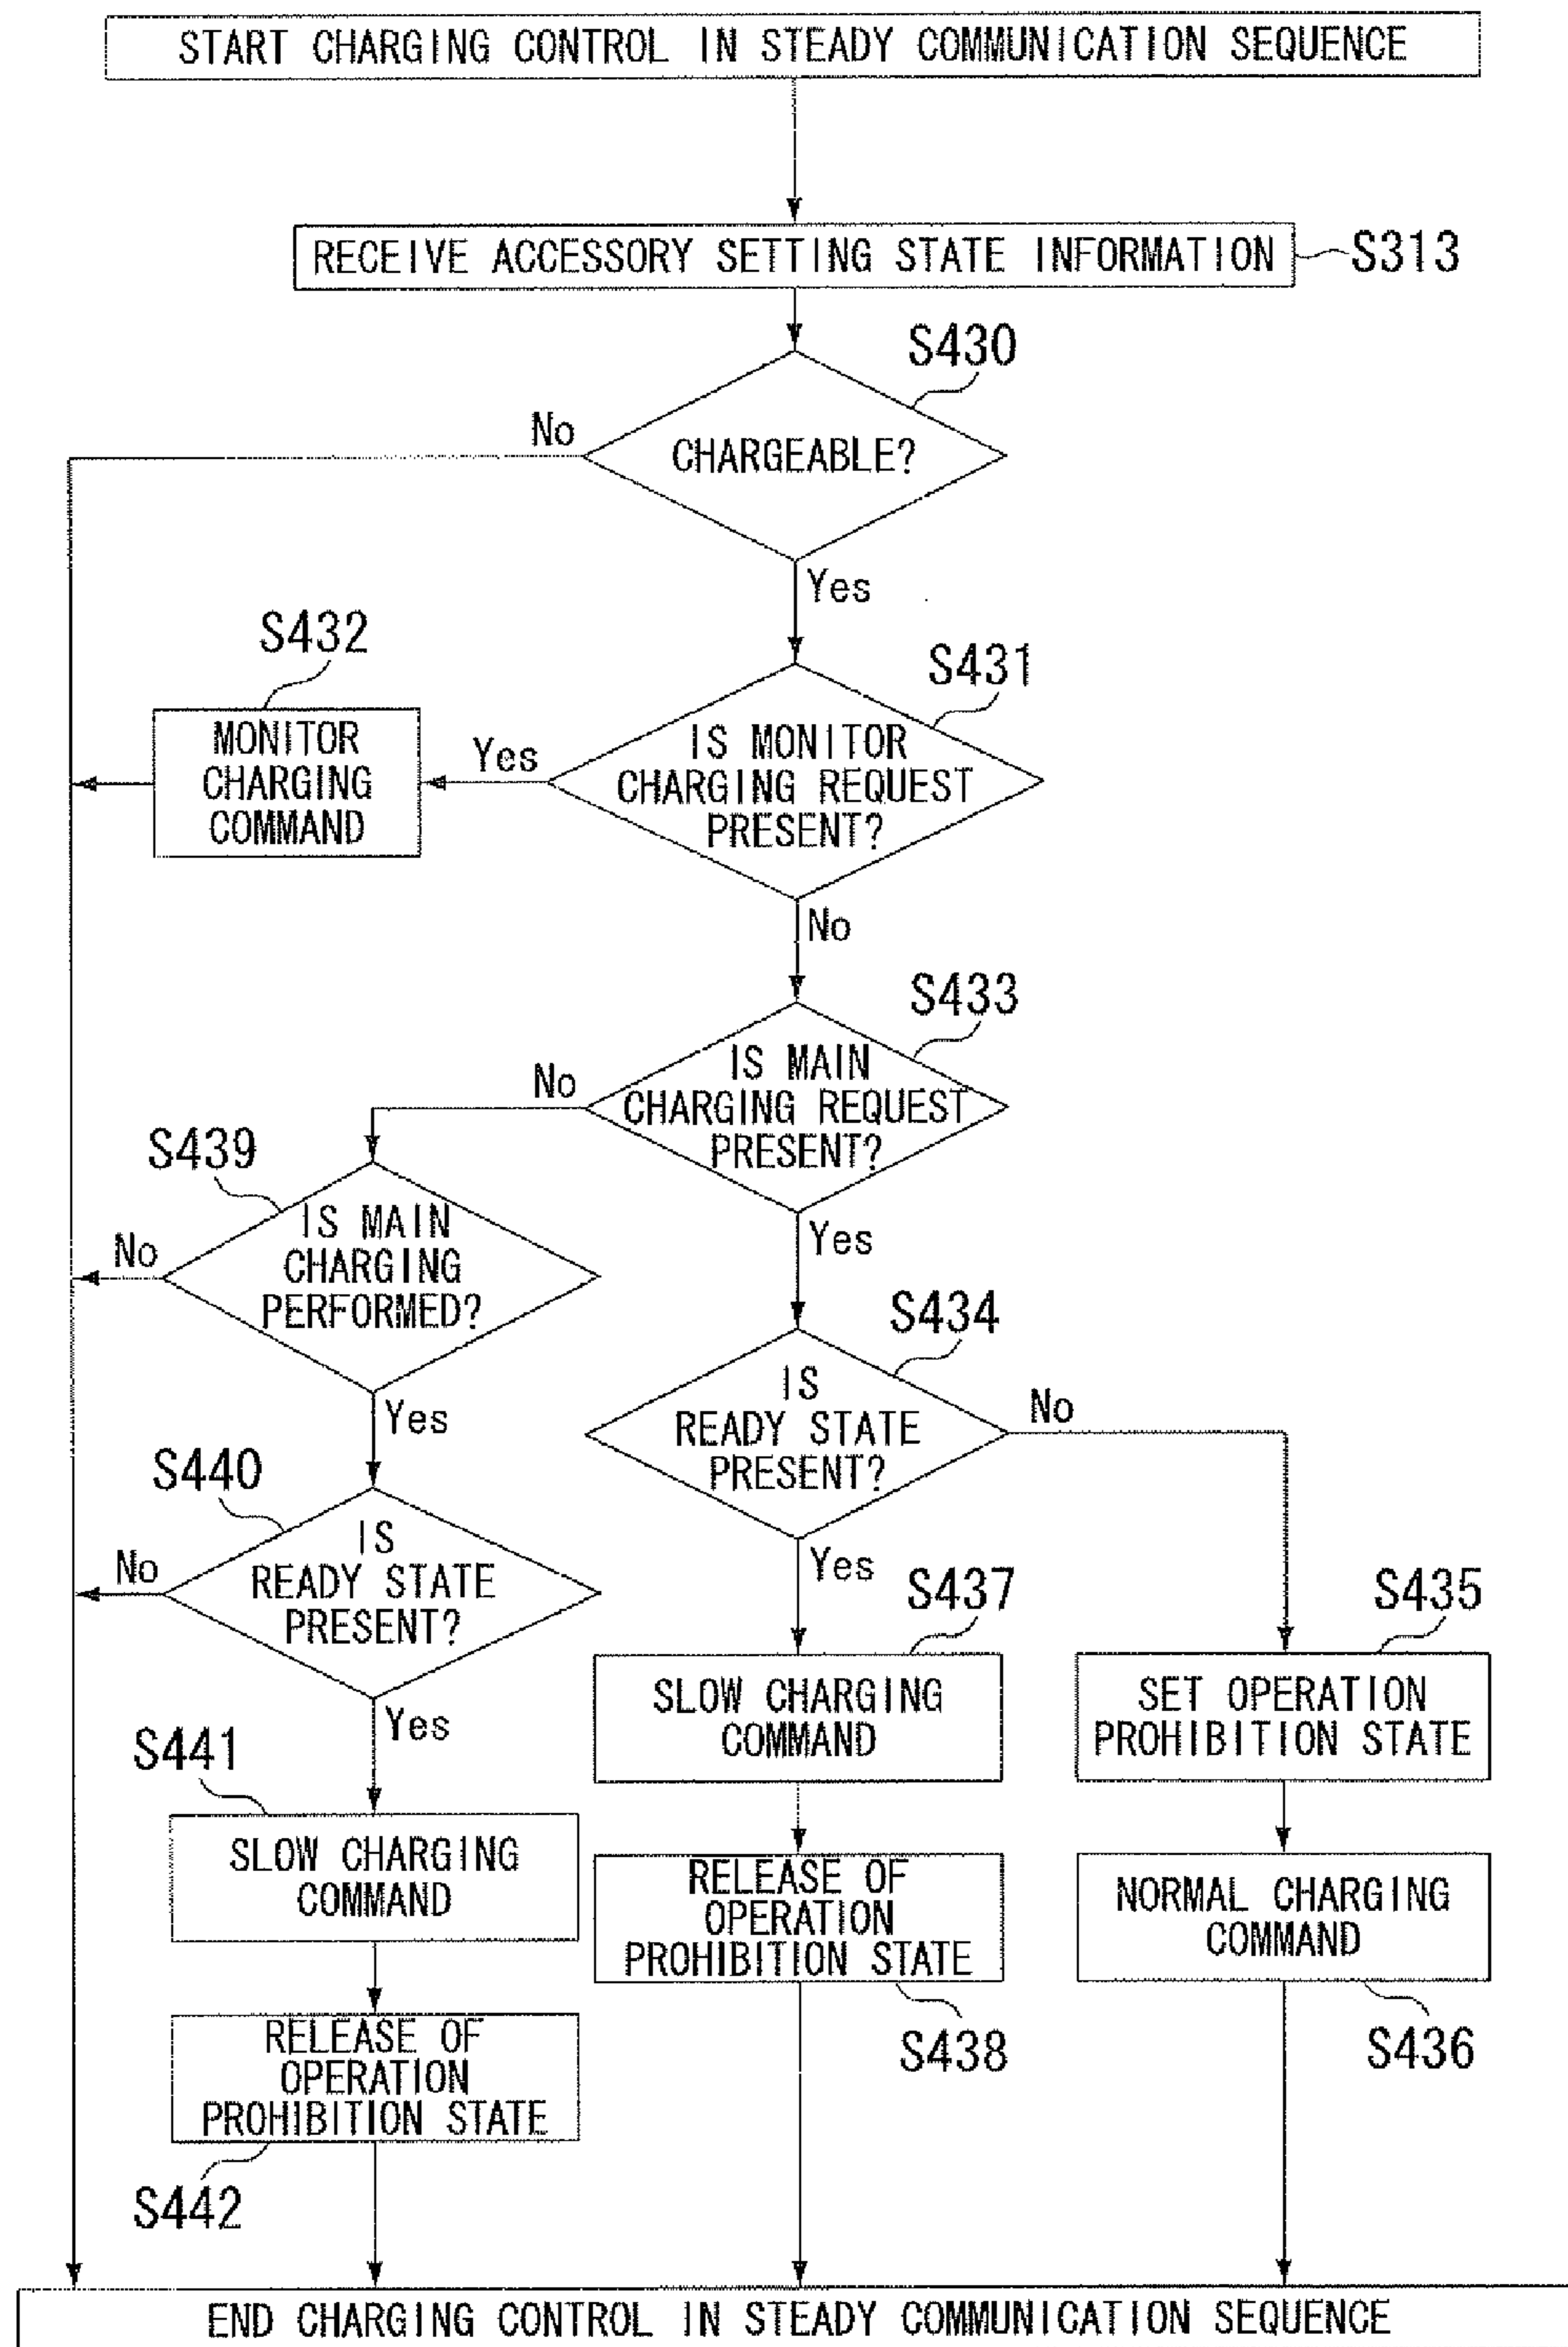 START CHARGING CONTROL IN STEADY COMMUNICATION SEQUENCE
RECEIVE ACCESSORY SETTING STATE INFORMATION
S313
S430
No
CHARGEABLE?
Yes
S432
S431
MONITOR
CHARGING
COMMAND
Yes
IS MONITOR
CHARGING REQUEST
PRESENT?
No
S433
No
IS MAIN
CHARGING REQUEST
PRESENT?
S439
Yes
No
IS MAIN
CHARGING
PERFORMED?
S434
Yes
IS
READY STATE
PRESENT?
No
S440
No
IS
READY STATE
PRESENT?
Yes
S437
S435
Yes
SLOW CHARGING
COMMAND
SET OPERATION
PROHIBITION STATE
S441
SLOW CHARGING
COMMAND
RELEASE OF
OPERATION
PROHIBITION STATE
NORMAL CHARGING
COMMAND
S438
S436
RELEASE OF
OPERATION
PROHIBITION STATE
S442
END CHARGING CONTROL IN STEADY COMMUNICATION SEQUENCE